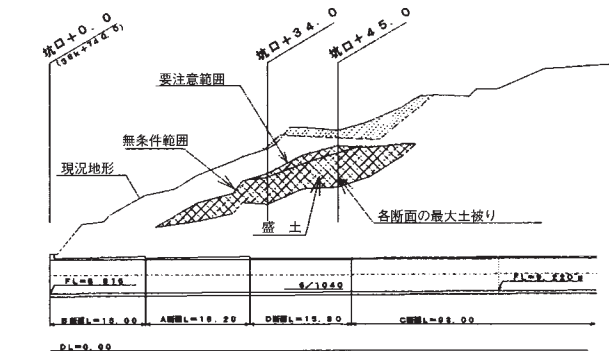 坑口+0.0
坑口+34.0
坑口+45.0
要注意範囲
無条件範囲
現況地形
盛 土
各断面の最大土被り
6/1040
FL=9.220m
A断面L=16.20
D断面L=15.80
C断面L=93.00
DL=0.00